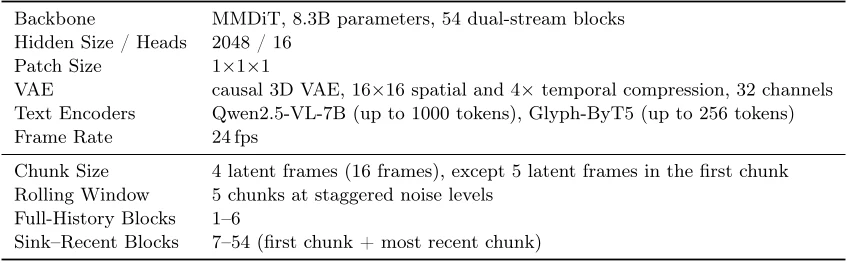 Backbone MMDiT, 8.3B parameters, 54 dual-stream blocks
Hidden Size / Heads 2048 / 16
Patch Size 1×1×1
VAE causal 3D VAE, 16×16 spatial and 4× temporal compression, 32 channels
Text Encoders Qwen2.5-VL-7B (up to 1000 tokens), Glyph-ByT5 (up to 256 tokens)
Frame Rate 24 fps
Chunk Size 4 latent frames (16 frames), except 5 latent frames in the first chunk
Rolling Window 5 chunks at staggered noise levels
Full-History Blocks 1–6
Sink–Recent Blocks 7–54 (first chunk + most recent chunk)